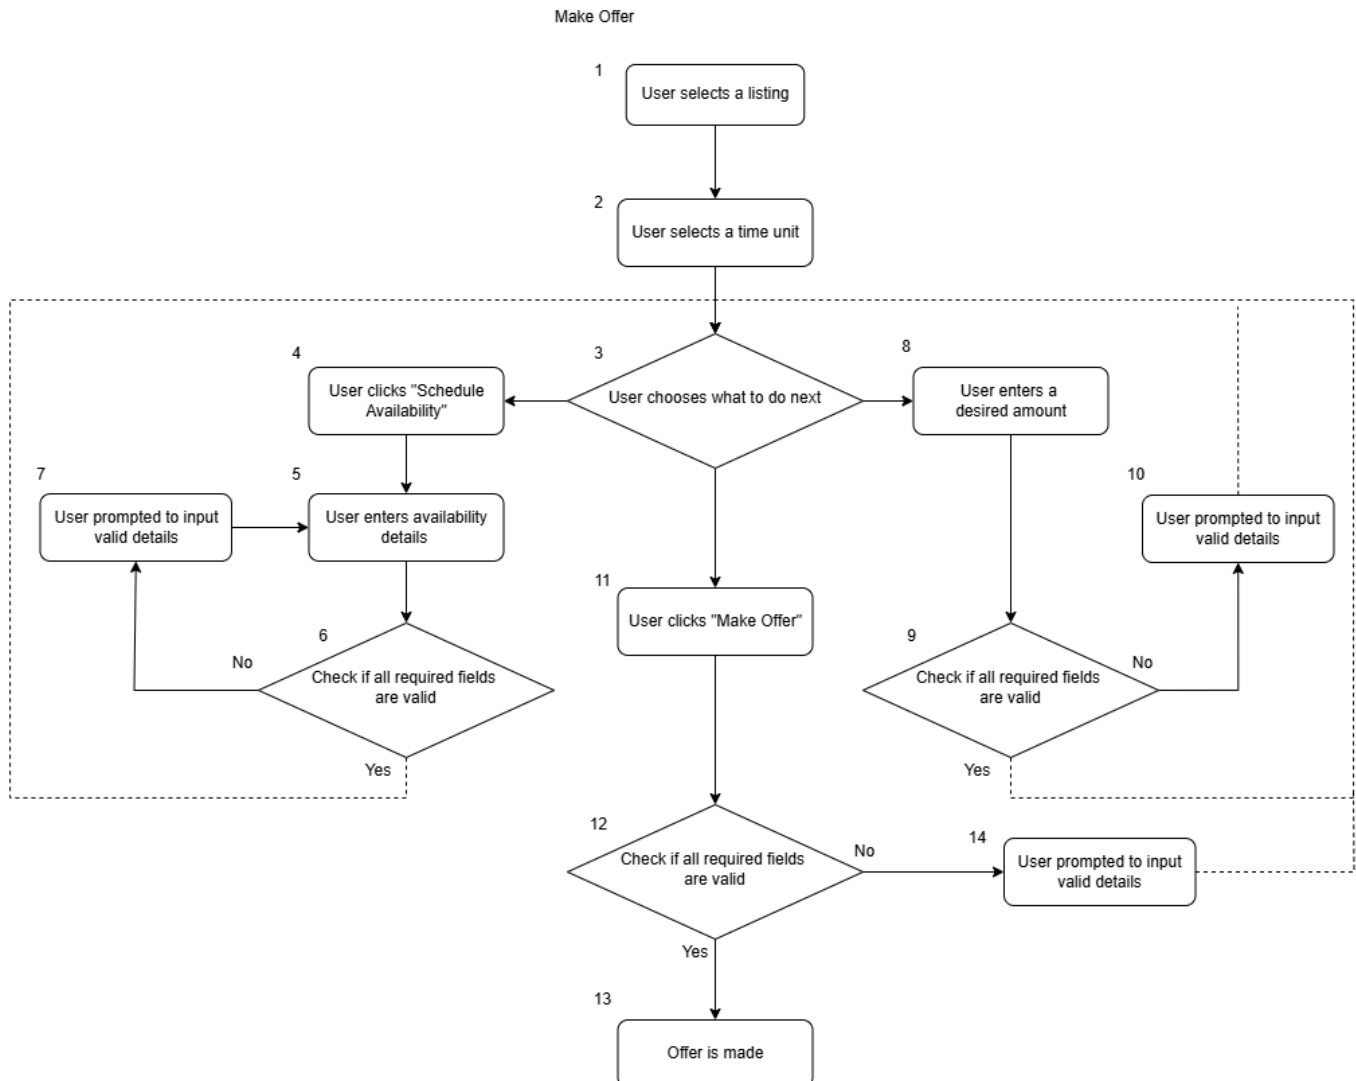 Make Offer
1
User selects a listing
2
User selects a time unit
3
User chooses what to do next
4
User clicks "Schedule
Availability"
8
User enters a
desired amount
7
User prompted to input
valid details
5
User enters availability
details
10
User prompted to input
valid details
11
User clicks "Make Offer"
6
Check if all required fields
are valid
No
Yes
9
Check if all required fields
are valid
No
Yes
12
Check if all required fields
are valid
No
Yes
14
User prompted to input
valid details
13
Offer is made